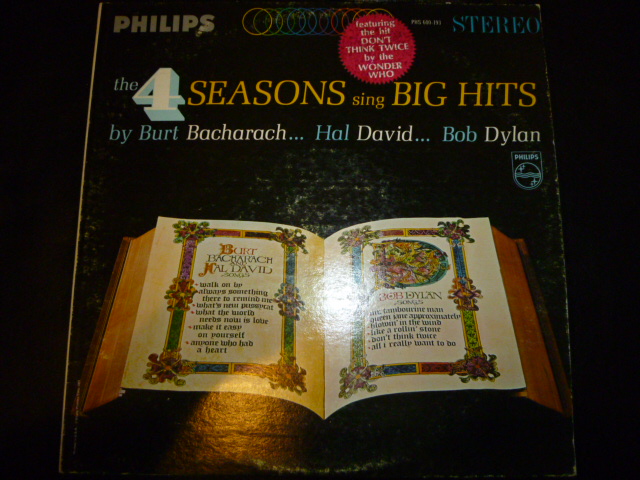 PHILIPS
PHS 600-193
STEREO
featuring
the hit
DON'T
THINK TWICE
by the
WONDER
WHO
the 4 SEASONS sing BIG HITS
by Burt Bacharach... Hal David... Bob Dylan
PHILIPS
BURT
BACHARACH
HAL DAVID
SONGS
walk on by
always something
there to remind me
what's new pussycat
what the world
needs now is love
make it easy
on yourself
anyone who had
a heart
BOB DYLAN
SONGS
mr. tambourine man
queen jane approximately
blowin' in the wind
like a rollin' stone
don't think twice
all i really want to do